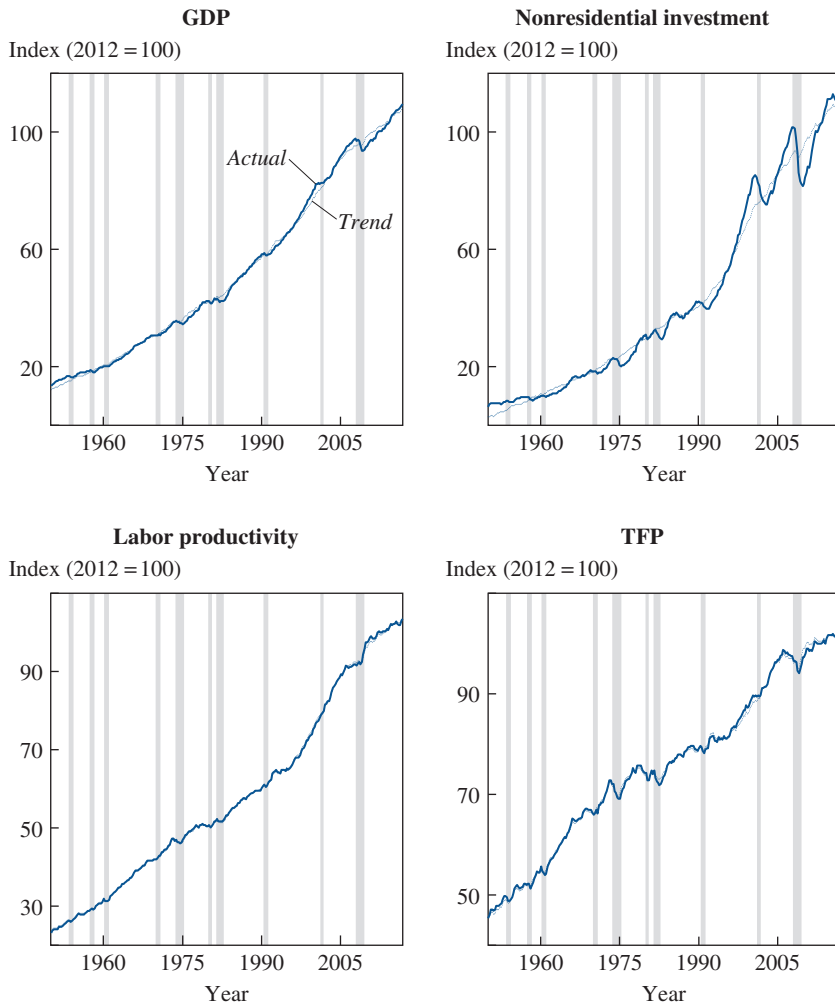 GDP
Index (2012 = 100)
100
60
20
Actual
Trend
1960 1975 1990 2005
Year
Nonresidential investment
Index (2012 = 100)
100
60
20
1960 1975 1990 2005
Year
Labor productivity
Index (2012 = 100)
90
70
50
30
1960 1975 1990 2005
Year
TFP
Index (2012 = 100)
90
70
50
1960 1975 1990 2005
Year